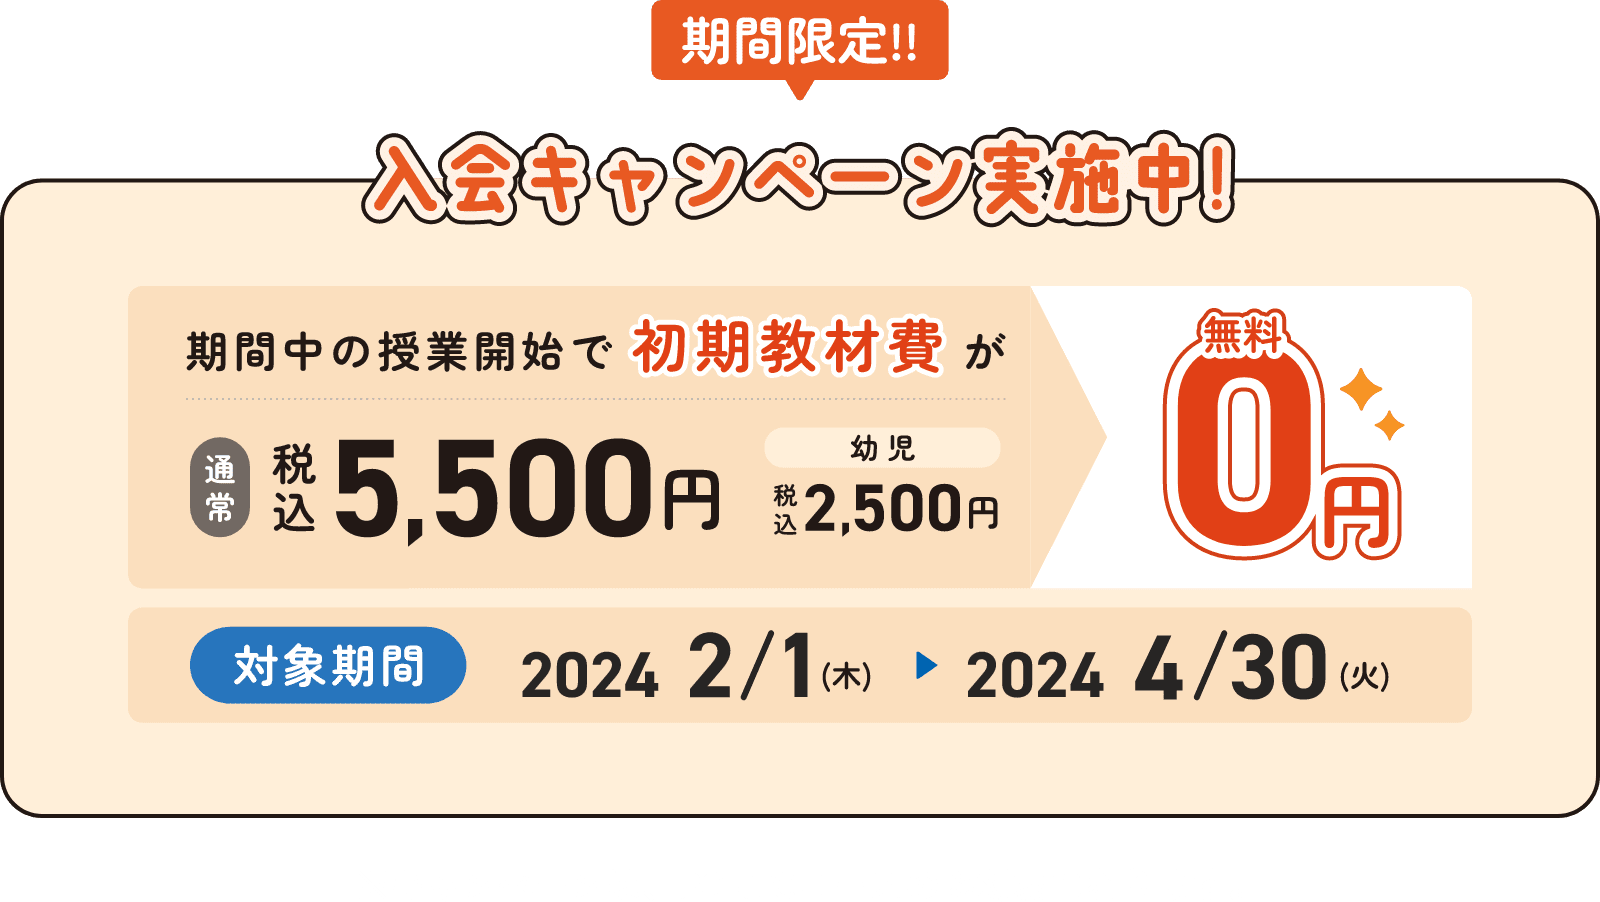 期間限定!!
入会キャンペーン実施中!
期間中の授業開始で 初期教材費 が
通常 税込 5,500円
幼児
税込 2,500円
無料
0円
対象期間 2024 2/1(木) ▶ 2024 4/30(火)